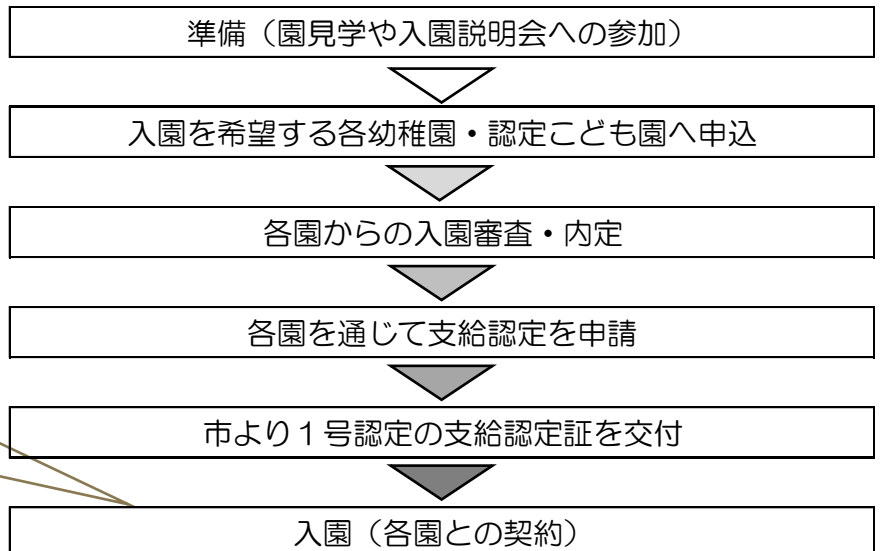 準備（園見学や入園説明会への参加）
入園を希望する各幼稚園・認定こども園へ申込
各園からの入園審査・内定
各園を通じて支給認定を申請
市より１号認定の支給認定証を交付
入園（各園との契約）